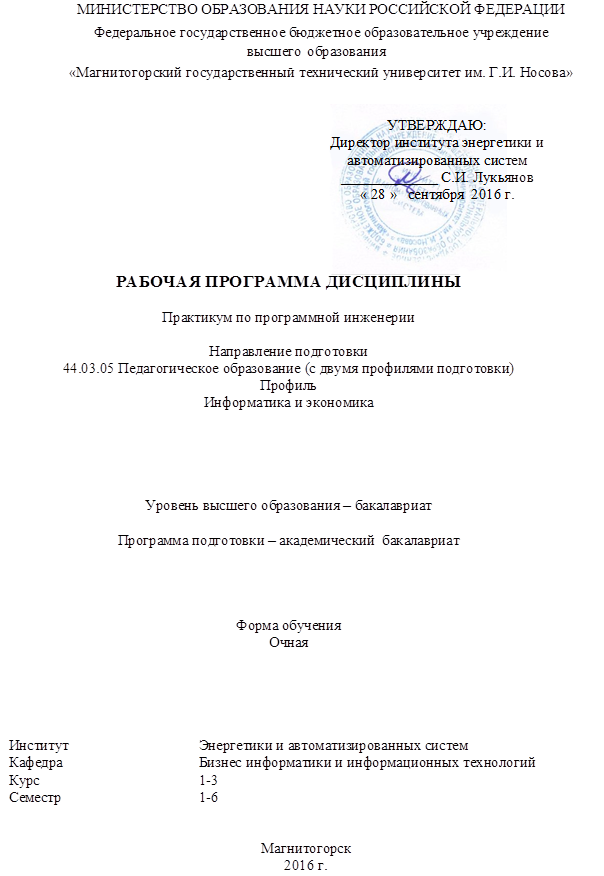 МИНИСТЕРСТВО ОБРАЗОВАНИЯ НАУКИ РОССИЙСКОЙ ФЕДЕРАЦИИ
Федеральное государственное бюджетное образовательное учреждение
высшего образования
«Магнитогорский государственный технический университет им. Г.И. Носова»
УТВЕРЖДАЮ:
Директор института энергетики и
автоматизированных систем
_____________ С.И. Лукьянов
« 28 » сентября 2016 г.
РАБОЧАЯ ПРОГРАММА ДИСЦИПЛИНЫ
Практикум по программной инженерии
Направление подготовки
44.03.05 Педагогическое образование (с двумя профилями подготовки)
Профиль
Информатика и экономика
Уровень высшего образования – бакалавриат
Программа подготовки – академический бакалавриат
Форма обучения
Очная
Институт Энергетики и автоматизированных систем
Кафедра Бизнес информатики и информационных технологий
Курс 1-3
Семестр 1-6
Магнитогорск
2016 г.